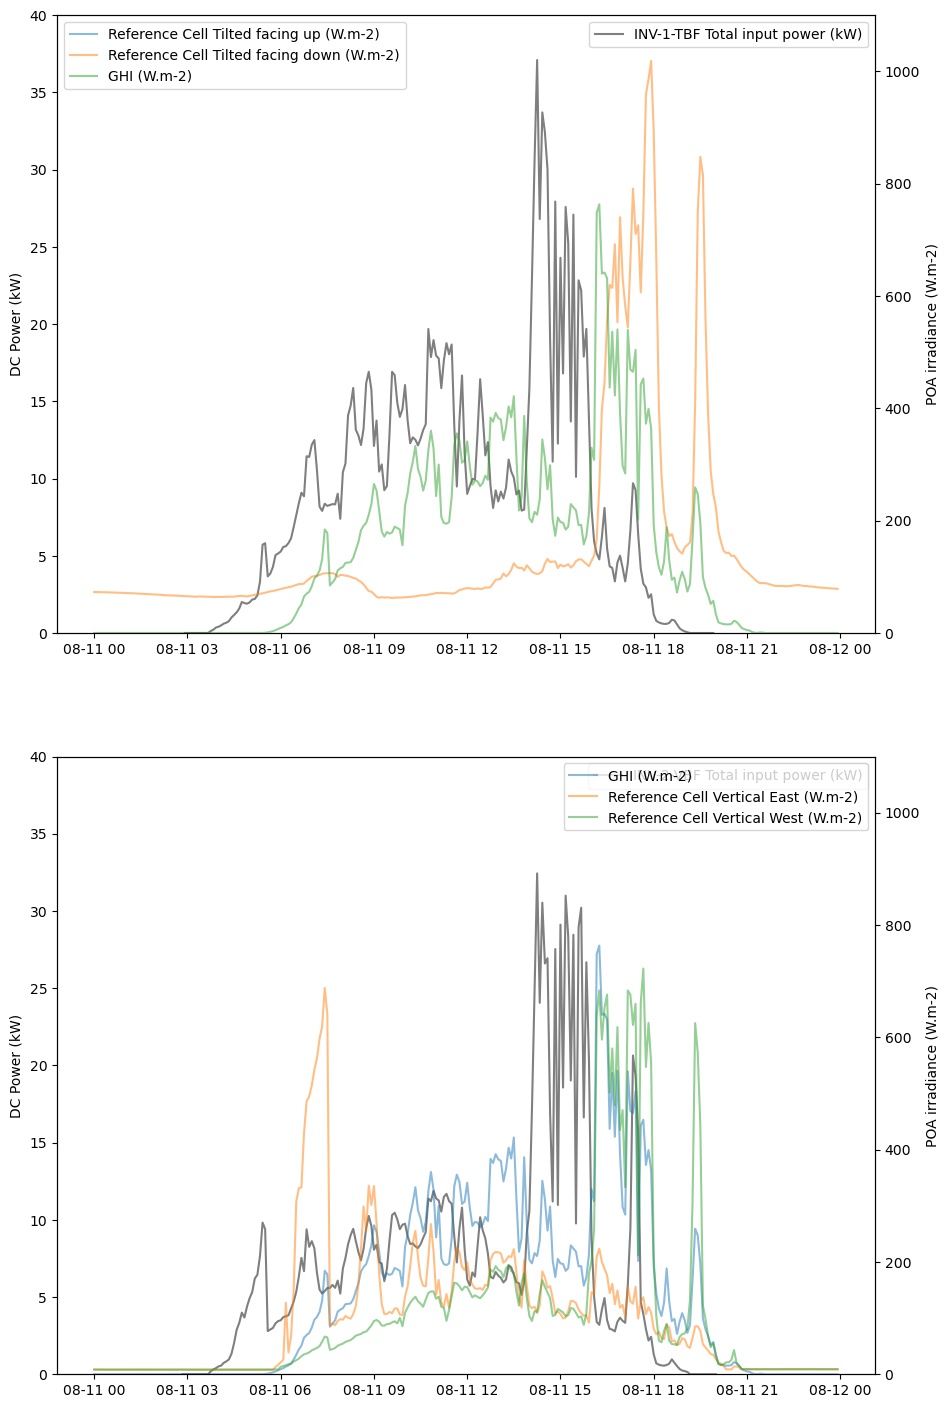 Reference Cell Tilted facing up (W.m-2)
Reference Cell Tilted facing down (W.m-2)
GHI (W.m-2)
INV-1-TBF Total input power (kW)
40
35
30
25
20
15
10
5
0
DC Power (kW)
1000
800
600
400
200
0
POA irradiance (W.m-2)
08-11 00 08-11 03 08-11 06 08-11 09 08-11 12 08-11 15 08-11 18 08-11 21 08-12 00
GHI (W.m-2)
Total input power (kW)
Reference Cell Vertical East (W.m-2)
Reference Cell Vertical West (W.m-2)
40
35
30
25
20
15
10
5
0
DC Power (kW)
1000
800
600
400
200
0
POA irradiance (W.m-2)
08-11 00 08-11 03 08-11 06 08-11 09 08-11 12 08-11 15 08-11 18 08-11 21 08-12 00